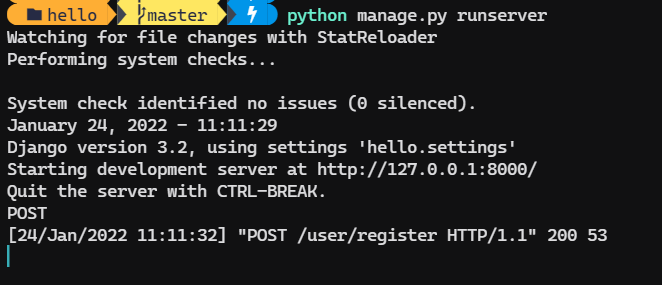 hello master python manage.py runserver
Watching for file changes with StatReloader
Performing system checks...
System check identified no issues (0 silenced).
January 24, 2022 - 11:11:29
Django version 3.2, using settings 'hello.settings'
Starting development server at http://127.0.0.1:8000/
Quit the server with CTRL-BREAK.
POST
[24/Jan/2022 11:11:32] "POST /user/register HTTP/1.1" 200 53